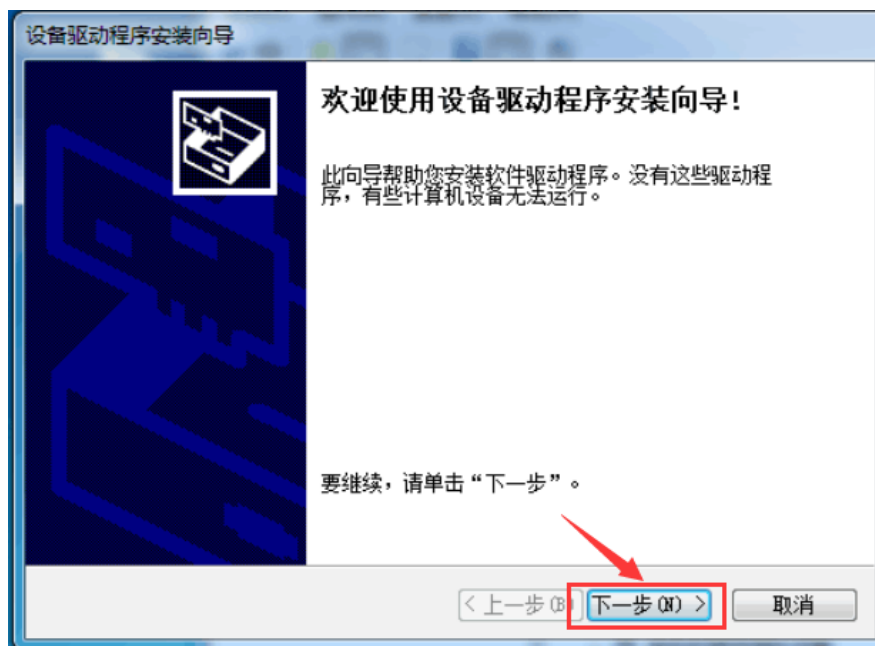 设备驱动程序安装向导
欢迎使用设备驱动程序安装向导!
此向导帮助您安装软件驱动程序。没有这些驱动程
序，有些计算机设备无法运行。
要继续，请单击“下一步”。
< 上一步(B) 下一步(N) > 取消